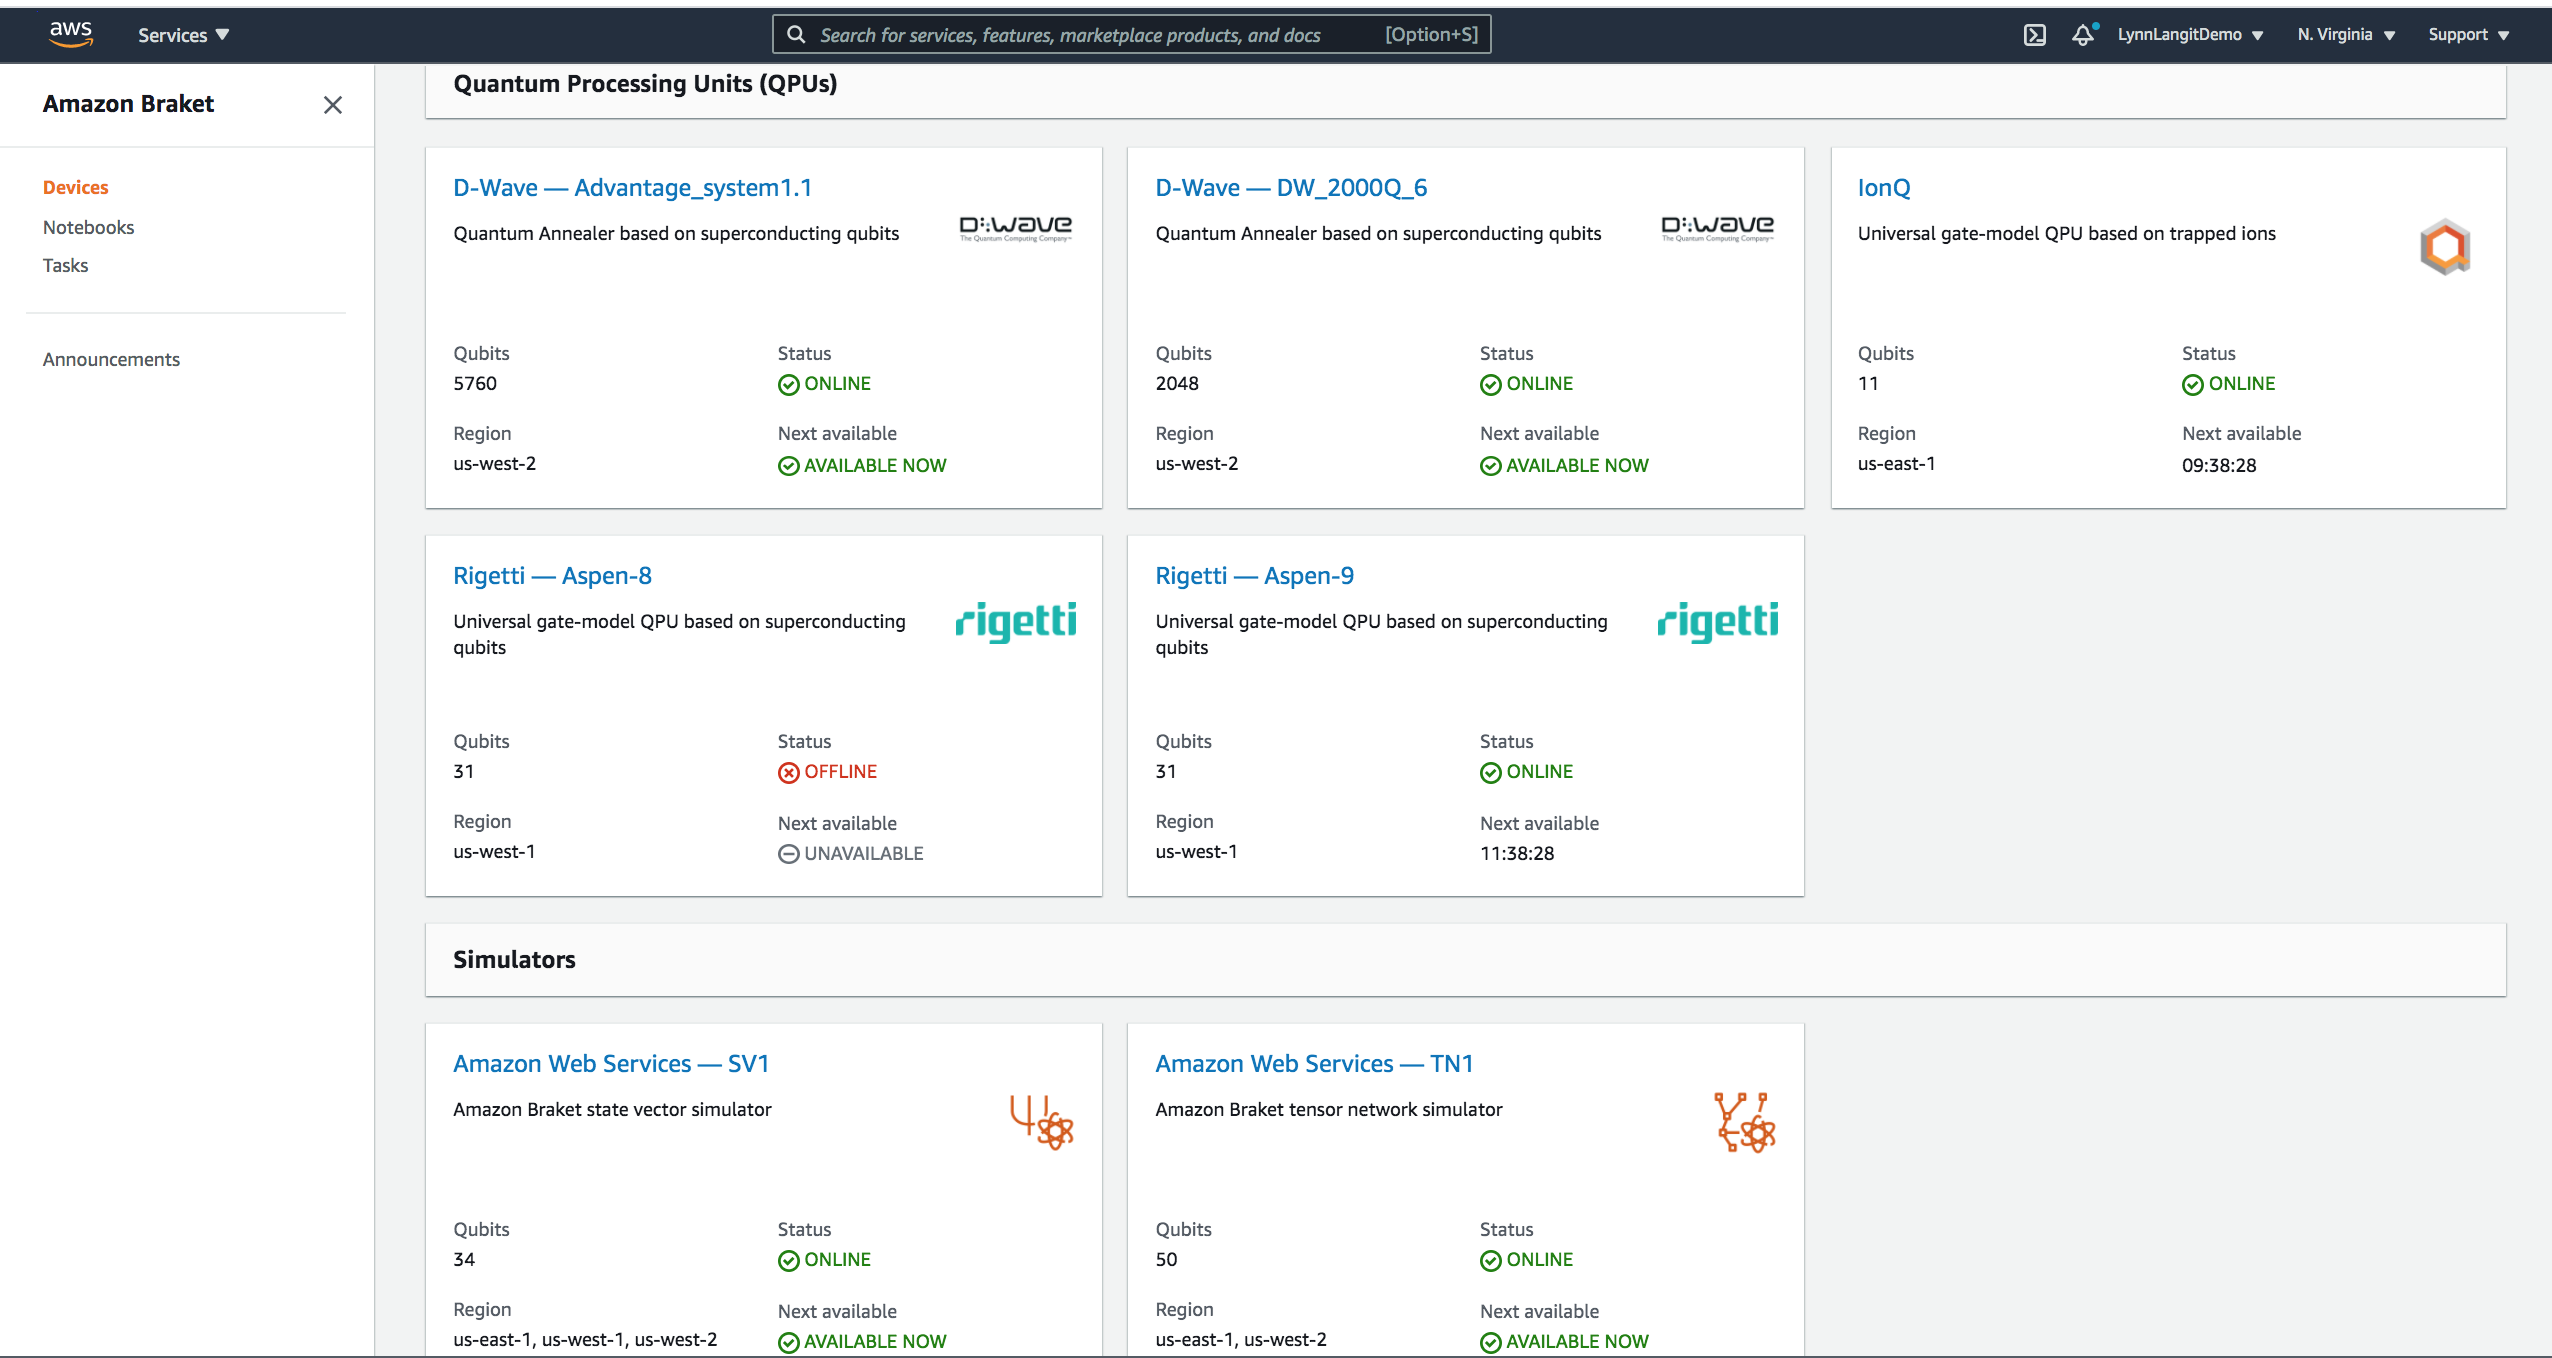 aws
Services
Search for services, features, marketplace products, and docs
[Option+S]
LynnLangitDemo
N. Virginia
Support
Amazon Braket
Devices
Notebooks
Tasks
Announcements
Quantum Processing Units (QPUs)
D-Wave — Advantage_system1.1
Quantum Annealer based on superconducting qubits
D:Wave
The Quantum Computing Company™
Qubits
5760
Status
ONLINE
Region
us-west-2
Next available
AVAILABLE NOW
D-Wave — DW_2000Q_6
Quantum Annealer based on superconducting qubits
D:Wave
The Quantum Computing Company™
Qubits
2048
Status
ONLINE
Region
us-west-2
Next available
AVAILABLE NOW
IonQ
Universal gate-model QPU based on trapped ions
Qubits
11
Status
ONLINE
Region
us-east-1
Next available
09:38:28
Rigetti — Aspen-8
Universal gate-model QPU based on superconducting
qubits
rigetti
Qubits
31
Status
OFFLINE
Region
us-west-1
Next available
UNAVAILABLE
Rigetti — Aspen-9
Universal gate-model QPU based on superconducting
qubits
rigetti
Qubits
31
Status
ONLINE
Region
us-west-1
Next available
11:38:28
Simulators
Amazon Web Services — SV1
Amazon Braket state vector simulator
Qubits
34
Status
ONLINE
Region
us-east-1, us-west-1, us-west-2
Next available
AVAILABLE NOW
Amazon Web Services — TN1
Amazon Braket tensor network simulator
Qubits
50
Status
ONLINE
Region
us-east-1, us-west-2
Next available
AVAILABLE NOW